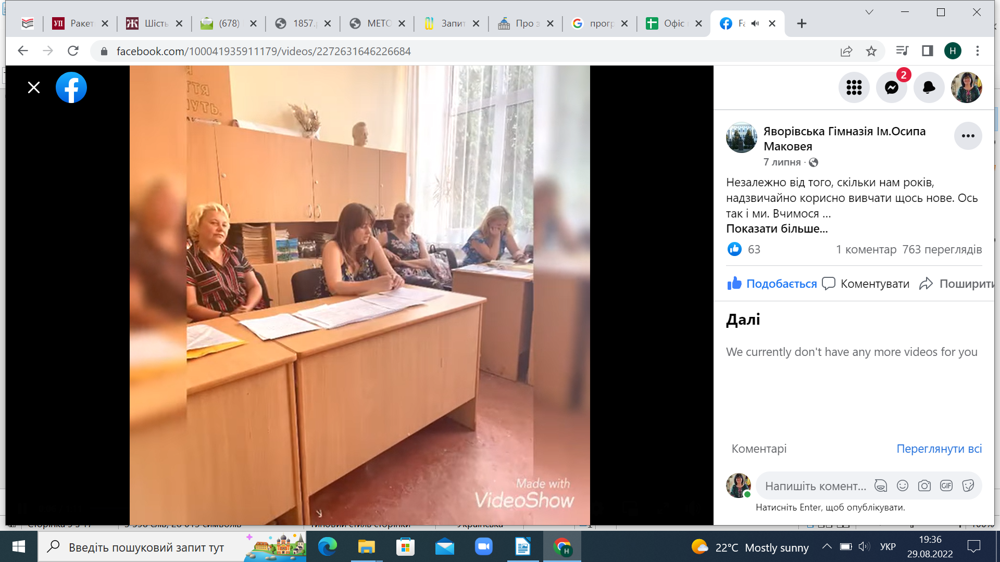 УП Ракет
Ж Шість
(678)
1857.
МЕТО
Запит
Про з
прогр
Офіс
Fa
facebook.com/100041935911179/videos/2272631646226684
H
ТТЯ
НУТЬ.
Made with
VideoShow
2
Яворівська Гімназія Ім.Осипа
Маковея
7 липня ·
Незалежно від того, скільки нам років,
надзвичайно корисно вивчати щось нове. Ось
так і ми. Вчимося ...
Показати більше...
63
1 коментар 763 переглядів
Подобається
Коментувати
Поширити
Далі
We currently don't have any more videos for you
Коментарі
Переглянути всі
Напишіть комент...
GIF
Натисніть Enter, щоб опублікувати.
Введіть пошуковий запит тут
22°C Mostly sunny
УКР
19:36
29.08.2022